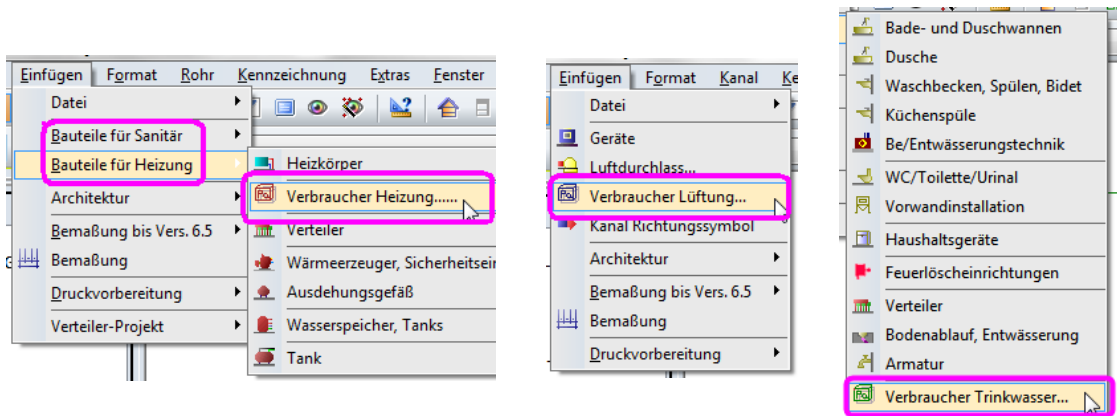 Einfügen Format Rohr Kennzeichnung Extras Fenster
Datei
Bauteile für Sanitär
Bauteile für Heizung
Architektur
Bemaßung bis Vers. 6.5
Bemaßung
Druckvorbereitung
Verteiler-Projekt
Heizkörper
Verbraucher Heizung......
Verteiler
Wärmeerzeuger, Sicherheitsein
Ausdehungsgefäß
Wasserspeicher, Tanks
Tank
Einfügen Format Kanal Ke
Datei
Geräte
Luftdurchlass...
Verbraucher Lüftung...
Kanal Richtungssymbol
Architektur
Bemaßung bis Vers. 6.5
Bemaßung
Druckvorbereitung
Bade- und Duschwannen
Dusche
Waschbecken, Spülen, Bidet
Küchenspüle
Be/Entwässerungstechnik
WC/Toilette/Urinal
Vorwandinstallation
Haushaltsgeräte
Feuerlöscheinrichtungen
Verteiler
Bodenablauf, Entwässerung
Armatur
Verbraucher Trinkwasser...